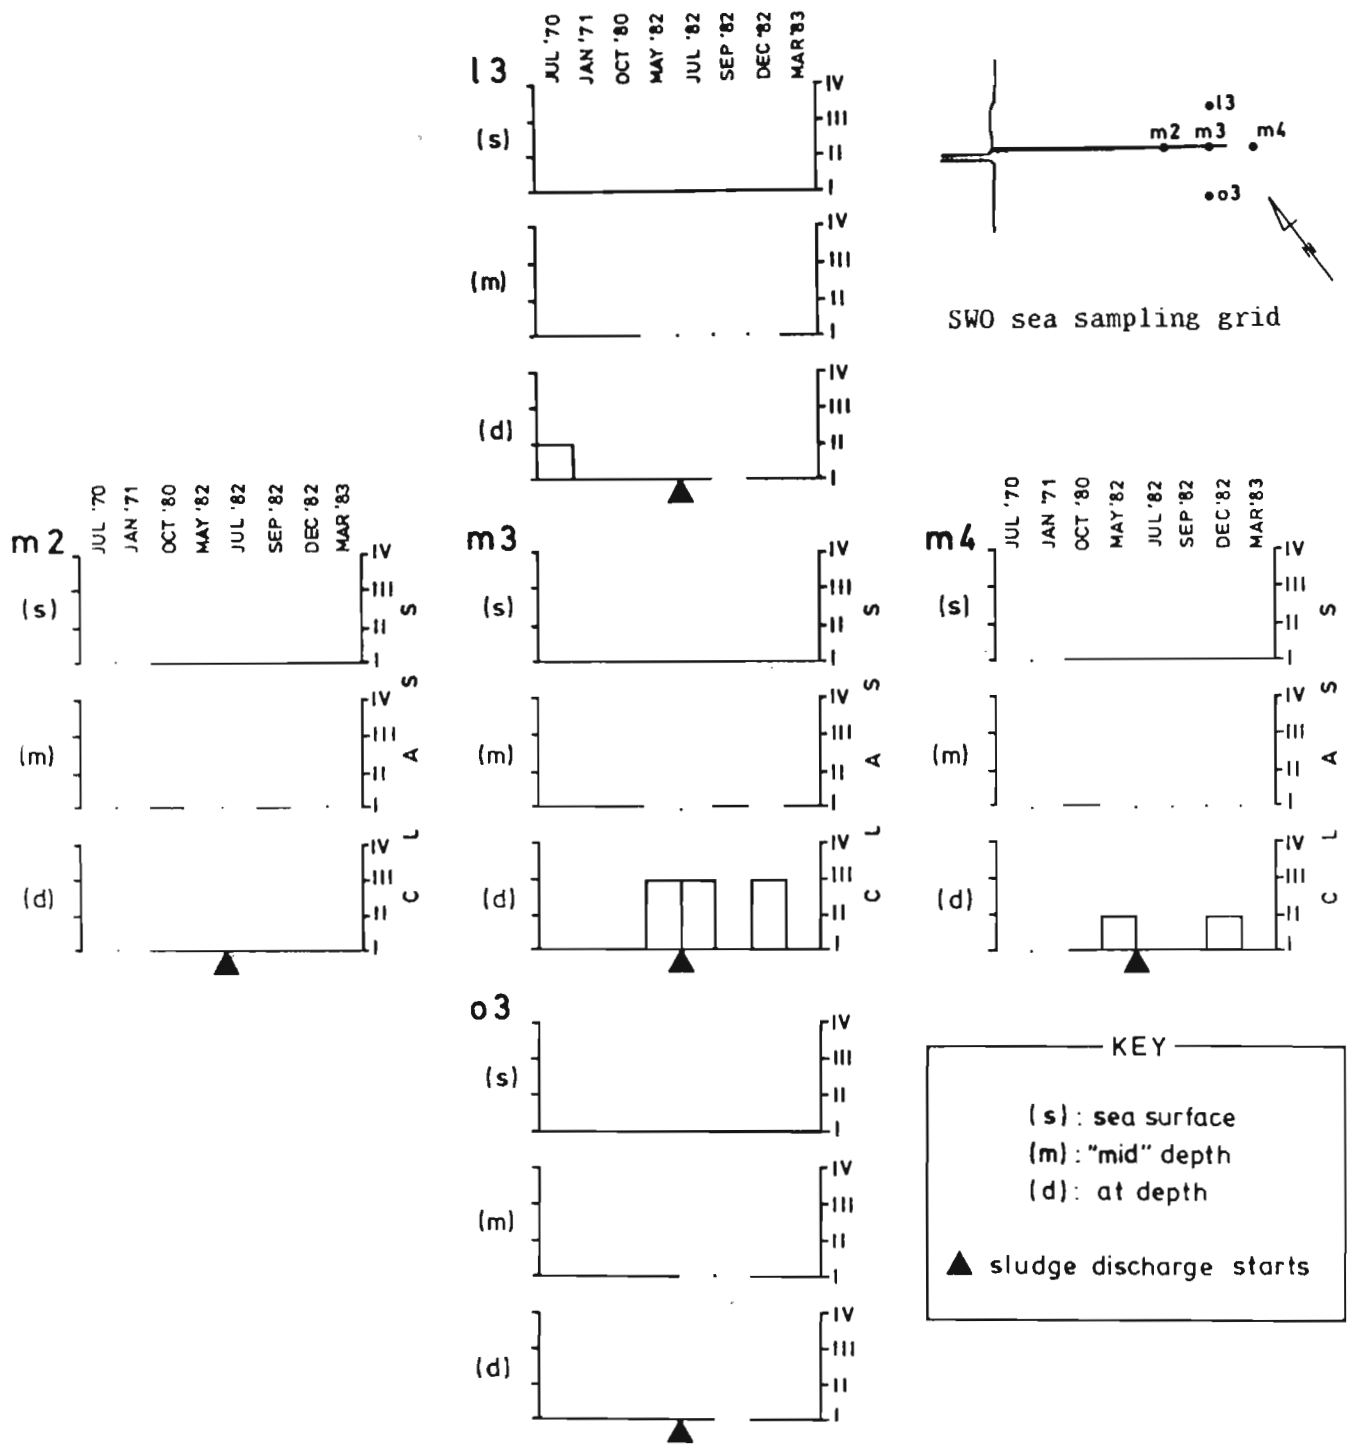 l3
JUL '70
JAN '71
OCT '80
MAY '82
JUL '82
SEP '82
DEC '82
MAR '83
(s)
IV
III
II
I
(m)
IV
III
II
I
(d)
IV
III
II
I
l3
m2
m3
m4
o3
N
SWO sea sampling grid
m2
JUL '70
JAN '71
OCT '80
MAY '82
JUL '82
SEP '82
DEC '82
MAR '83
(s)
IV
III
II
I
(m)
IV
III
II
I
(d)
IV
III
II
I
CLASS
m3
(s)
IV
III
II
I
(m)
IV
III
II
I
(d)
IV
III
II
I
CLASS
m4
JUL '70
JAN '71
OCT '80
MAY '82
JUL '82
SEP '82
DEC '82
MAR '83
(s)
IV
III
II
I
(m)
IV
III
II
I
(d)
IV
III
II
I
CLASS
o3
(s)
IV
III
II
I
(m)
IV
III
II
I
(d)
IV
III
II
I
KEY
(s): sea surface
(m): "mid" depth
(d): at depth
▲ sludge discharge starts